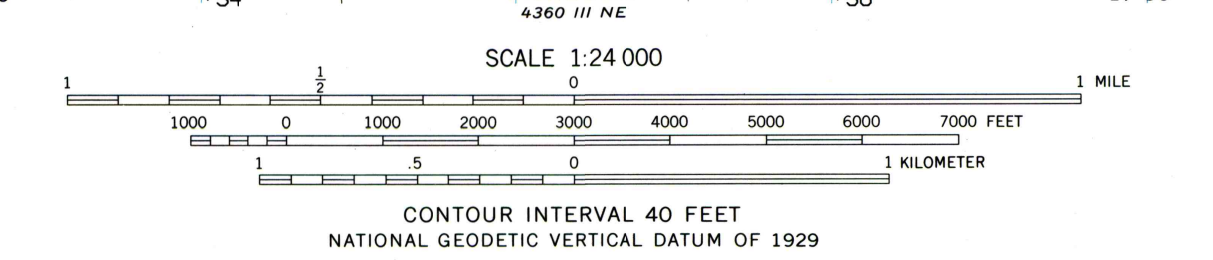 4360 III NE
SCALE 1:24 000
1 1/2 0 1 MILE
1000 0 1000 2000 3000 4000 5000 6000 7000 FEET
1 .5 0 1 KILOMETER
CONTOUR INTERVAL 40 FEET
NATIONAL GEODETIC VERTICAL DATUM OF 1929